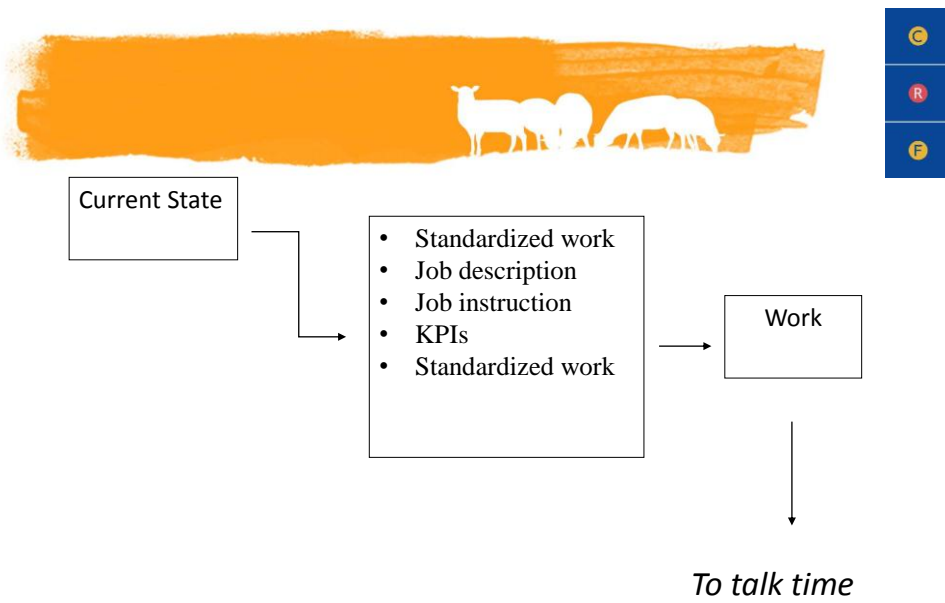 C
R
F
Current State
• Standardized work
• Job description
• Job instruction
• KPIs
• Standardized work
Work
To talk time